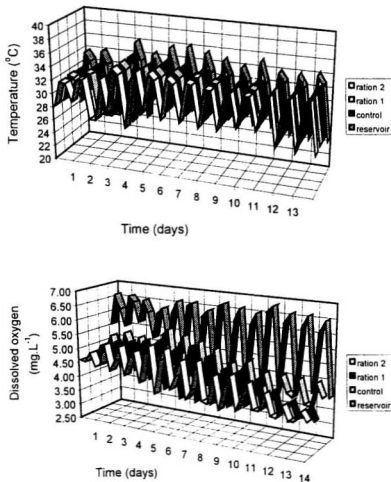 Temperature (⁰C)
40
38
36
34
32
30
28
26
24
22
20
1 2 3 4 5 6 7 8 9 10 11 12 13
Time (days)
ration 2
ration 1
control
reservoir
Dissolved oxygen
(mg.L⁻¹)
7.00
6.50
6.00
5.50
5.00
4.50
4.00
3.50
3.00
2.50
1 2 3 4 5 6 7 8 9 10 11 12 13 14
Time (days)
ration 2
ration 1
control
reservoir